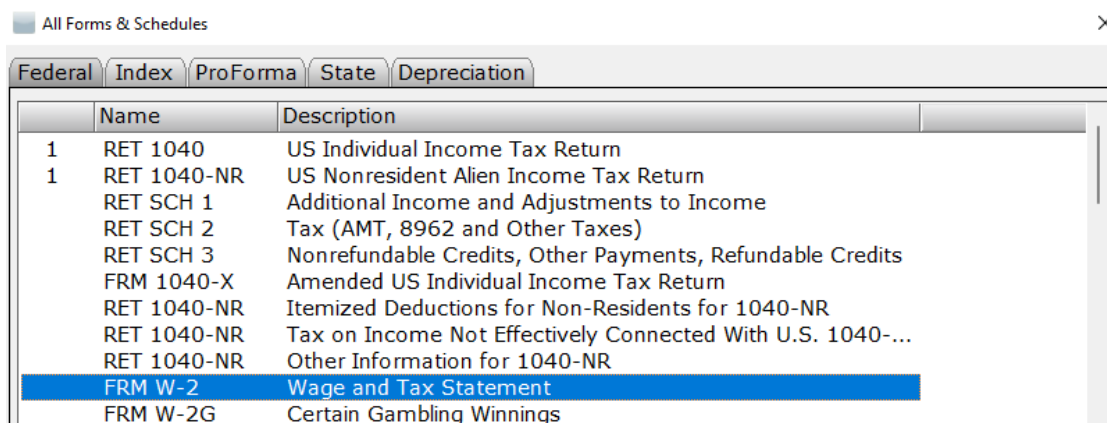 All Forms & Schedules
Federal Index ProForma State Depreciation
Name Description
1 RET 1040 US Individual Income Tax Return
1 RET 1040-NR US Nonresident Alien Income Tax Return
RET SCH 1 Additional Income and Adjustments to Income
RET SCH 2 Tax (AMT, 8962 and Other Taxes)
RET SCH 3 Nonrefundable Credits, Other Payments, Refundable Credits
FRM 1040-X Amended US Individual Income Tax Return
RET 1040-NR Itemized Deductions for Non-Residents for 1040-NR
RET 1040-NR Tax on Income Not Effectively Connected With U.S. 1040-...
RET 1040-NR Other Information for 1040-NR
FRM W-2 Wage and Tax Statement
FRM W-2G Certain Gambling Winnings